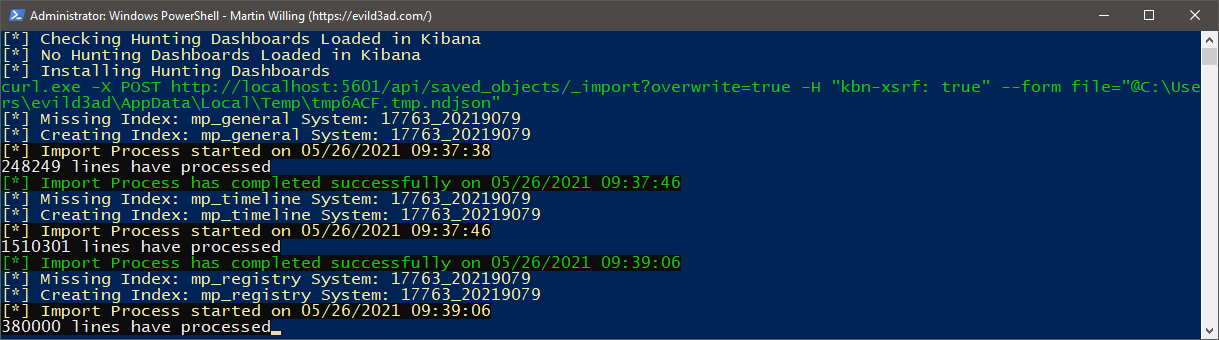 Administrator: Windows PowerShell - Martin Willing (https://evild3ad.com/)
[*] Checking Hunting Dashboards Loaded in Kibana
[*] No Hunting Dashboards Loaded in Kibana
[*] Installing Hunting Dashboards
curl.exe -X POST http://localhost:5601/api/saved_objects/_import?overwrite=true -H "kbn-xsrf: true" --form file="@C:\Use
rs\evild3ad\AppData\Local\Temp\tmp6ACF.tmp.ndjson"
[*] Missing Index: mp_general System: 17763_20219079
[*] Creating Index: mp_general System: 17763_20219079
[*] Import Process started on 05/26/2021 09:37:38
248249 lines have processed
[*] Import Process has completed successfully on 05/26/2021 09:37:46
[*] Missing Index: mp_timeline System: 17763_20219079
[*] Creating Index: mp_timeline System: 17763_20219079
[*] Import Process started on 05/26/2021 09:37:46
1510301 lines have processed
[*] Import Process has completed successfully on 05/26/2021 09:39:06
[*] Missing Index: mp_registry System: 17763_20219079
[*] Creating Index: mp_registry System: 17763_20219079
[*] Import Process started on 05/26/2021 09:39:06
380000 lines have processed